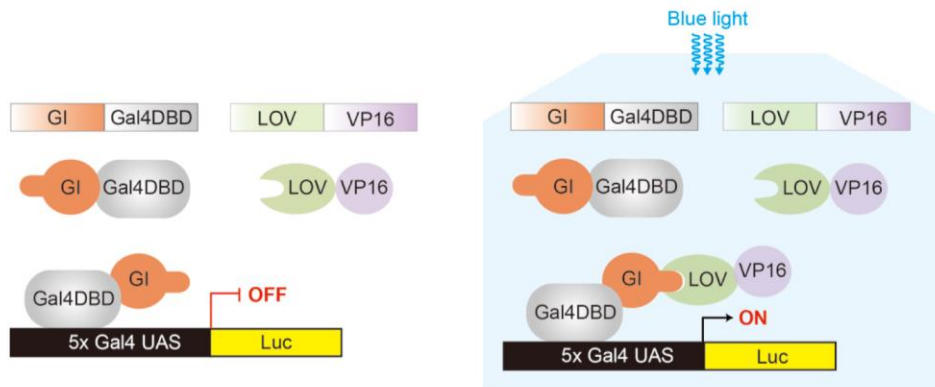 Blue light
GI Gal4DBD LOV VP16
GI Gal4DBD LOV VP16
GI Gal4DBD LOV VP16
GI Gal4DBD LOV VP16
GI
Gal4DBD
OFF
5x Gal4 UAS Luc
GI LOV VP16
Gal4DBD
ON
5x Gal4 UAS Luc